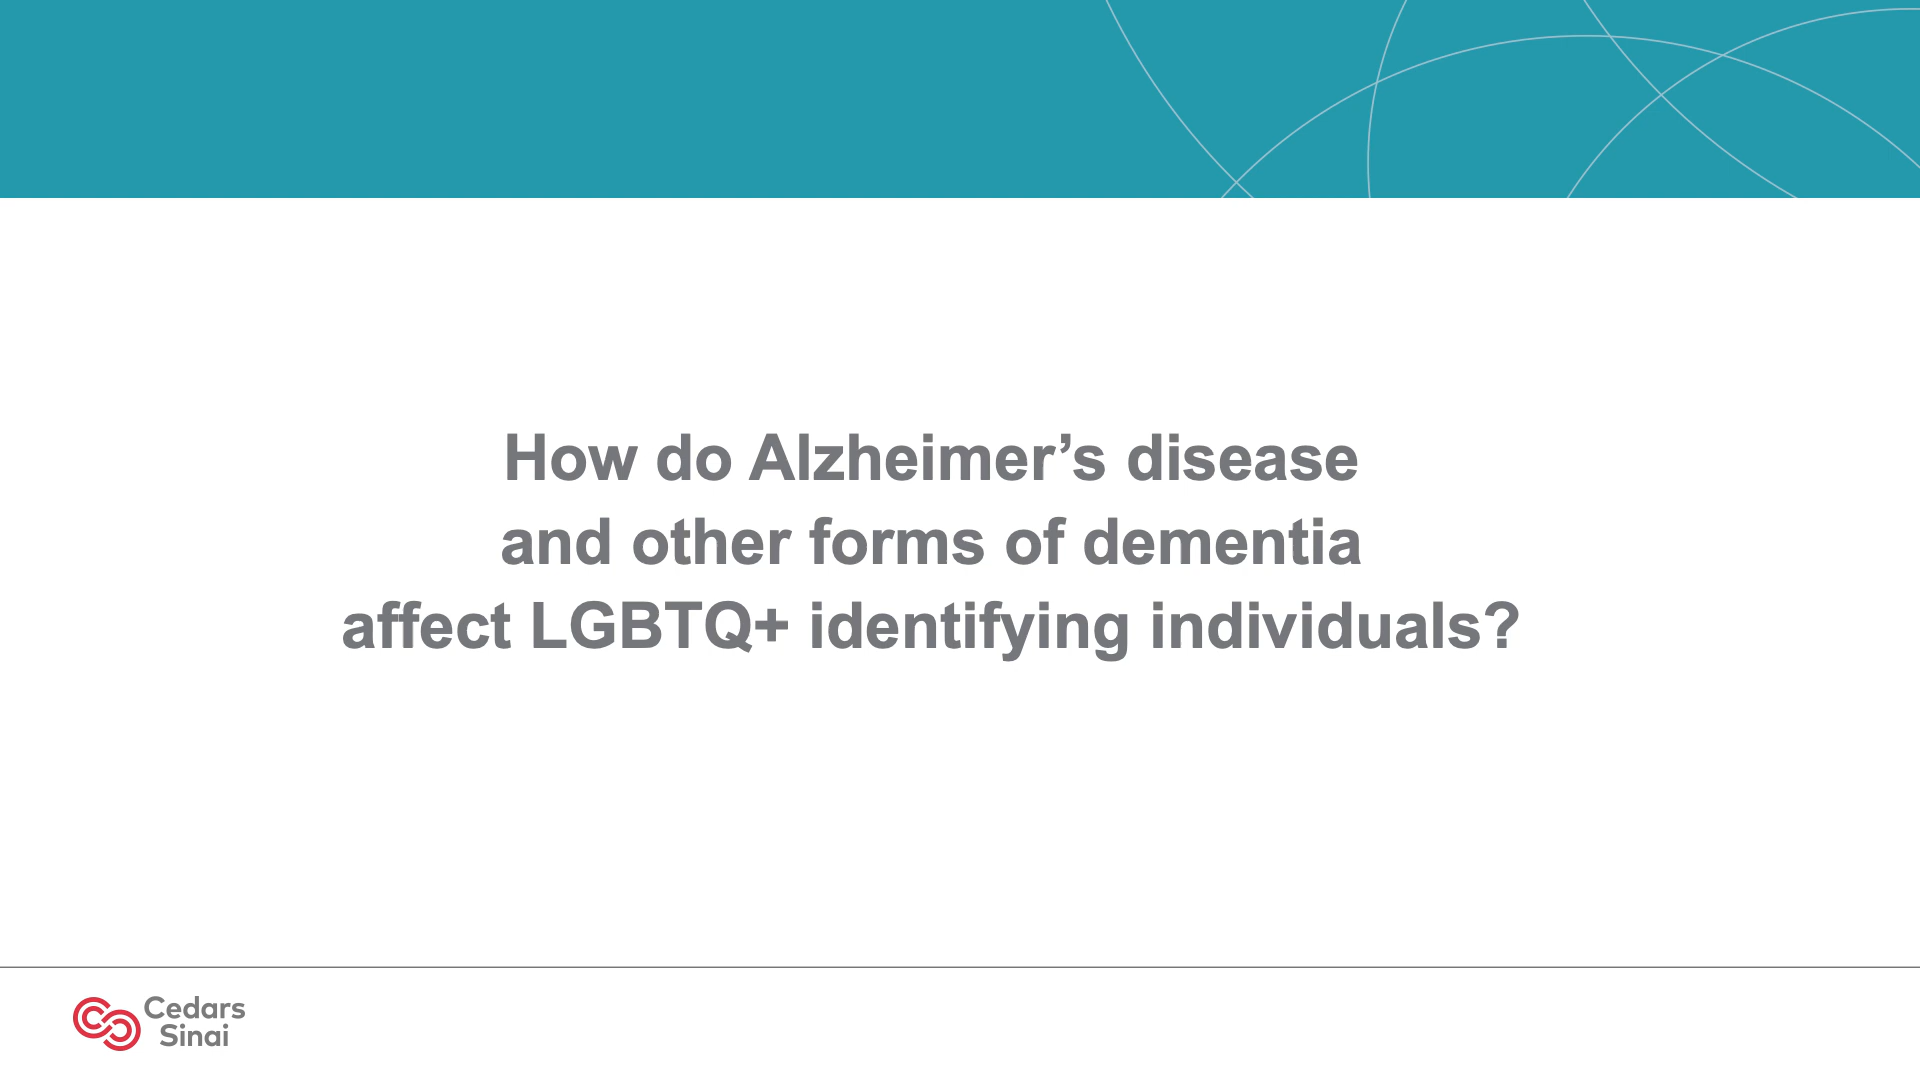 How do Alzheimer’s disease
and other forms of dementia
affect LGBTQ+ identifying individuals?
Cedars
Sinai